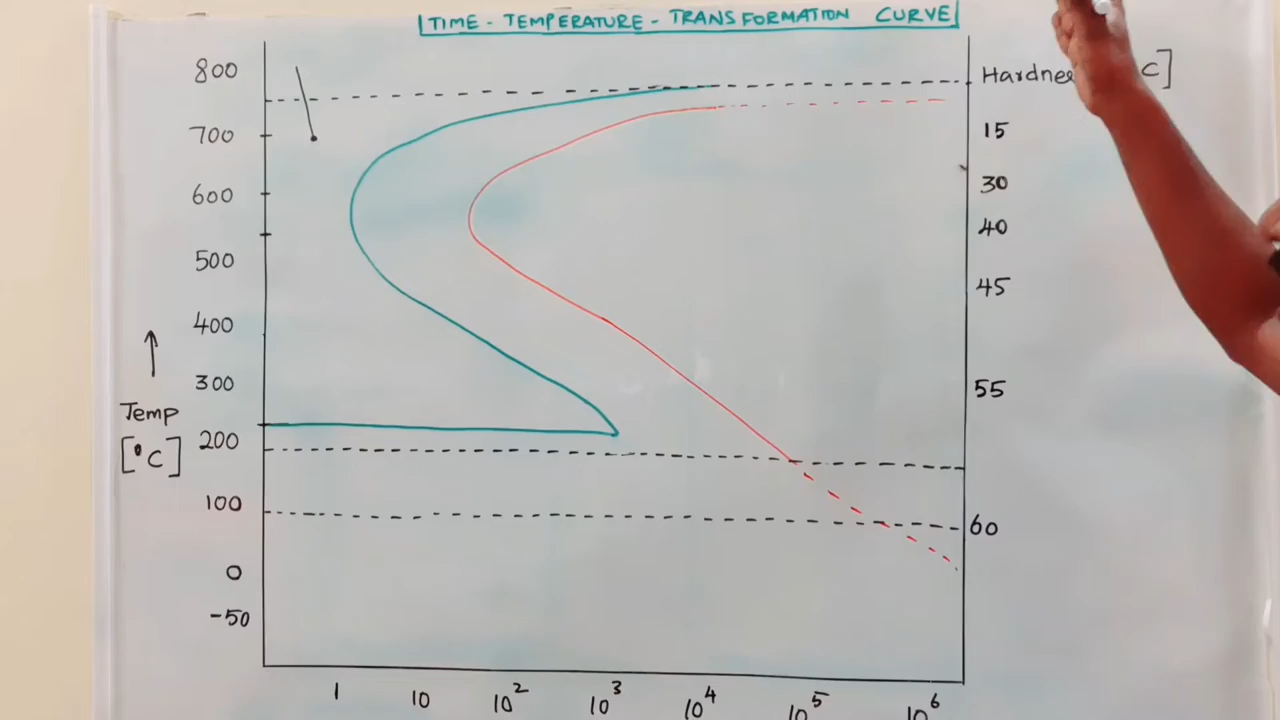 TIME - TEMPERATURE - TRANSFORMATION CURVE
800
700
600
500
400
300
200
100
0
-50
Temp
[°C]
Hardne
C]
15
30
40
45
55
60
1 10 10² 10³ 10⁴ 10⁵ 10⁶